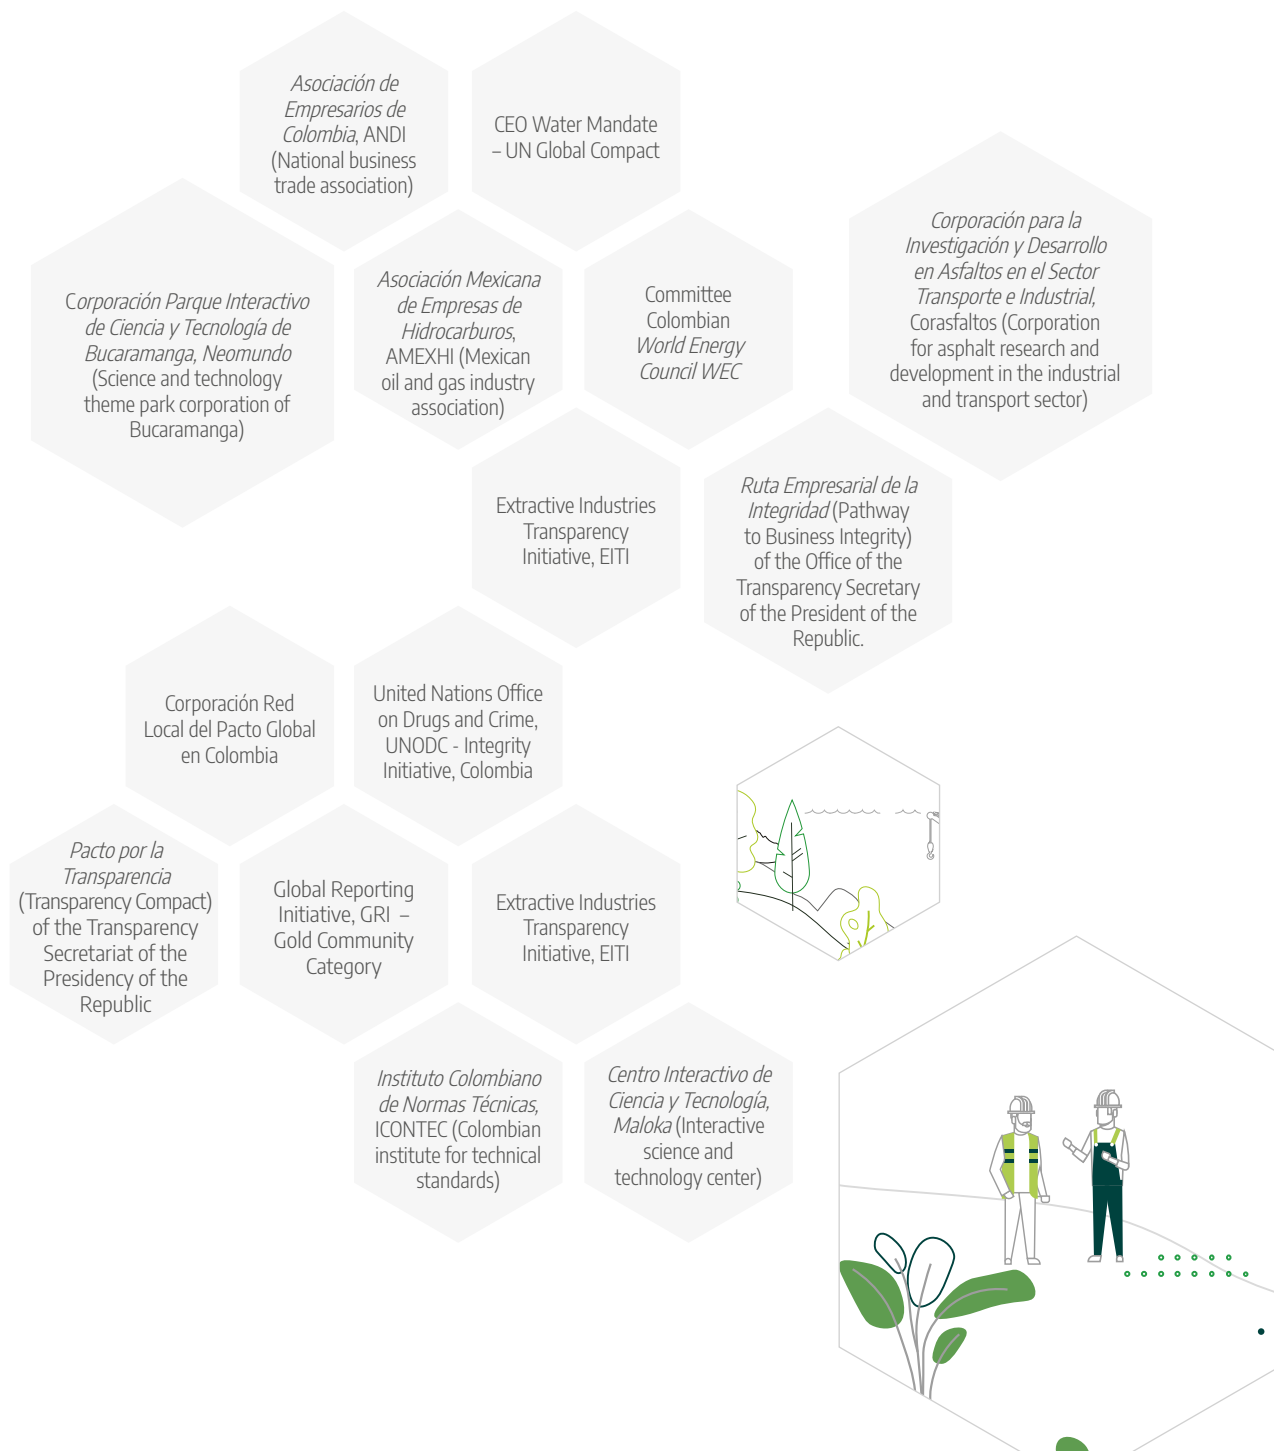 Asociación de
Empresarios de
Colombia, ANDI
(National business
trade association)
CEO Water Mandate
– UN Global Compact
Corporación Parque Interactivo
de Ciencia y Tecnología de
Bucaramanga, Neomundo
(Science and technology
theme park corporation of
Bucaramanga)
Asociación Mexicana
de Empresas de
Hidrocarburos,
AMEXHI (Mexican
oil and gas industry
association)
Committee
Colombian
World Energy
Council WEC
Corporación para la
Investigación y Desarrollo
en Asfaltos en el Sector
Transporte e Industrial,
Corasfaltos (Corporation
for asphalt research and
development in the industrial
and transport sector)
Extractive Industries
Transparency
Initiative, EITI
Ruta Empresarial de la
Integridad (Pathway
to Business Integrity)
of the Office of the
Transparency Secretary
of the President of the
Republic.
Corporación Red
Local del Pacto Global
en Colombia
United Nations Office
on Drugs and Crime,
UNODC - Integrity
Initiative, Colombia
Pacto por la
Transparencia
(Transparency Compact)
of the Transparency
Secretariat of the
Presidency of the
Republic
Global Reporting
Initiative, GRI –
Gold Community
Category
Extractive Industries
Transparency
Initiative, EITI
Instituto Colombiano
de Normas Técnicas,
ICONTEC (Colombian
institute for technical
standards)
Centro Interactivo de
Ciencia y Tecnología,
Maloka (Interactive
science and
technology center)